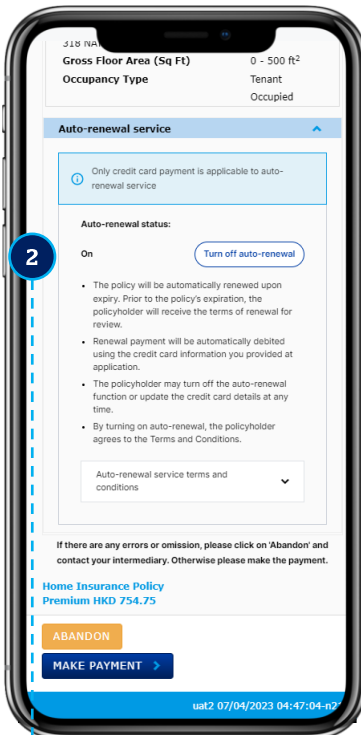 318 NA
Gross Floor Area (Sq Ft) 0 - 500 ft²
Occupancy Type Tenant
Occupied
Auto-renewal service
Only credit card payment is applicable to auto-
renewal service
Auto-renewal status:
2
On Turn off auto-renewal
• The policy will be automatically renewed upon
expiry. Prior to the policy's expiration, the
policyholder will receive the terms of renewal for
review.
• Renewal payment will be automatically debited
using the credit card information you provided at
application.
• The policyholder may turn off the auto-renewal
function or update the credit card details at any
time.
• By turning on auto-renewal, the policyholder
agrees to the Terms and Conditions.
Auto-renewal service terms and
conditions
If there are any errors or omission, please click on 'Abandon' and
contact your intermediary. Otherwise please make the payment.
Home Insurance Policy
Premium HKD 754.75
ABANDON
MAKE PAYMENT >
uat2 07/04/2023 04:47:04-n2